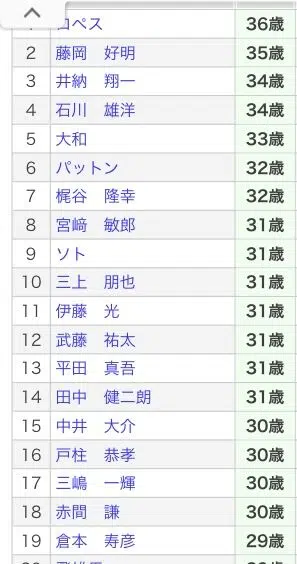 ロペス 36歳
2 藤岡 好明 35歳
3 井納 翔一 34歳
4 石川 雄洋 34歳
5 大和 33歳
6 パットン 32歳
7 梶谷 隆幸 32歳
8 宮﨑 敏郎 31歳
9 ソト 31歳
10 三上 朋也 31歳
11 伊藤 光 31歳
12 武藤 祐太 31歳
13 平田 真吾 31歳
14 田中 健二朗 31歳
15 中井 大介 30歳
16 戸柱 恭孝 30歳
17 三嶋 一輝 30歳
18 赤間 謙 30歳
19 倉本 寿彦 29歳